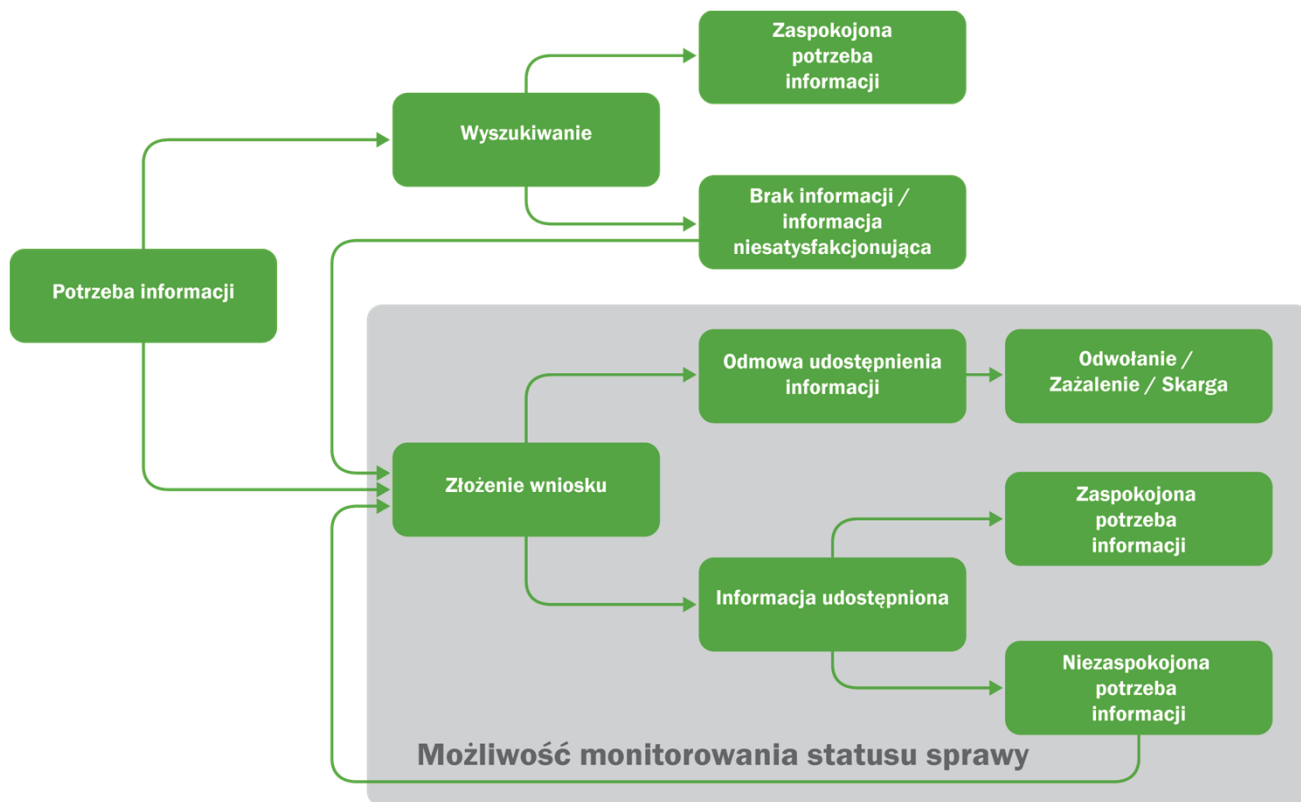 Zaspokojona
potrzeba
informacji
Wyszukiwanie
Brak informacji /
informacja
niesatysfakcjonująca
Potrzeba informacji
Odmowa udostępnienia
informacji
Odwołanie /
Zażalenie / Skarga
Złożenie wniosku
Zaspokojona
potrzeba
informacji
Informacja udostępniona
Niezaspokojona
potrzeba
informacji
Możliwość monitorowania statusu sprawy